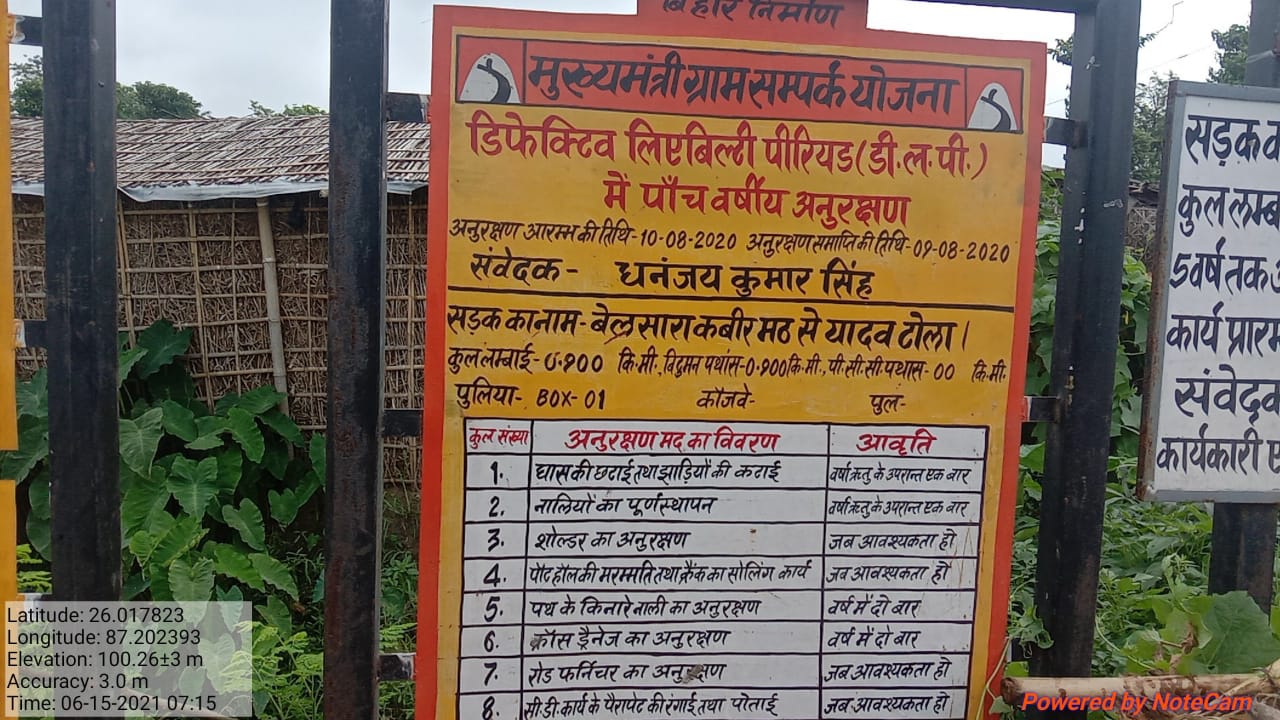 बिहार निर्माण
मुख्यमंत्री ग्राम सम्पर्क योजना
डिफेक्टिव लिएबिल्टी पीरियड (डी.ल.पी.)
में पाँच वर्षीय अनुरक्षण
अनुरक्षण आरम्भ की तिथि- 10-08-2020 अनुरक्षण समाप्ति की तिथि- 09-08-2020
संवेदक- धनंजय कुमार सिंह
सड़क का नाम- बेलसारा कबीर मठ से यादव टोला।
कुल लम्बाई- 0.900 कि.मी., विटुमन पथांस-0.900 कि.मी., पी.सी.सी. पथास- 00 कि.मी.
पुलिया- BOX-01 कौजवे- पुल-
कुल संख्या अनुरक्षण मद का विवरण आवृति
1. घास की छटाई तथा झाड़ियों की कटाई वर्षा ऋतु के उपरान्त एक बार
2. नालियों का पूर्णस्थापन वर्षा ऋतु के उपरान्त एक बार
3. शोल्डर का अनुरक्षण जब आवश्यकता हो
4. पौट हौल की मरम्मति तथा क्रैक का सोलिंग कार्य जब आवश्यकता हो
5. पथ के किनारे नाली का अनुरक्षण वर्ष में दो बार
6. क्रौस ड्रैनेज का अनुरक्षण वर्ष में दो बार
7. रोड फर्निचर का अनुरक्षण जब आवश्यकता हो
8. सी.डी. कार्य के पैरापेट की रंगाई तथा पोताई जब आवश्यकता हो
सड़क
कुल लम्ब
5 वर्ष तक
कार्य प्रारम
संवेदक
कार्यकारी
Latitude: 26.017823
Longitude: 87.202393
Elevation: 100.26±3 m
Accuracy: 3.0 m
Time: 06-15-2021 07:15
Powered by NoteCam